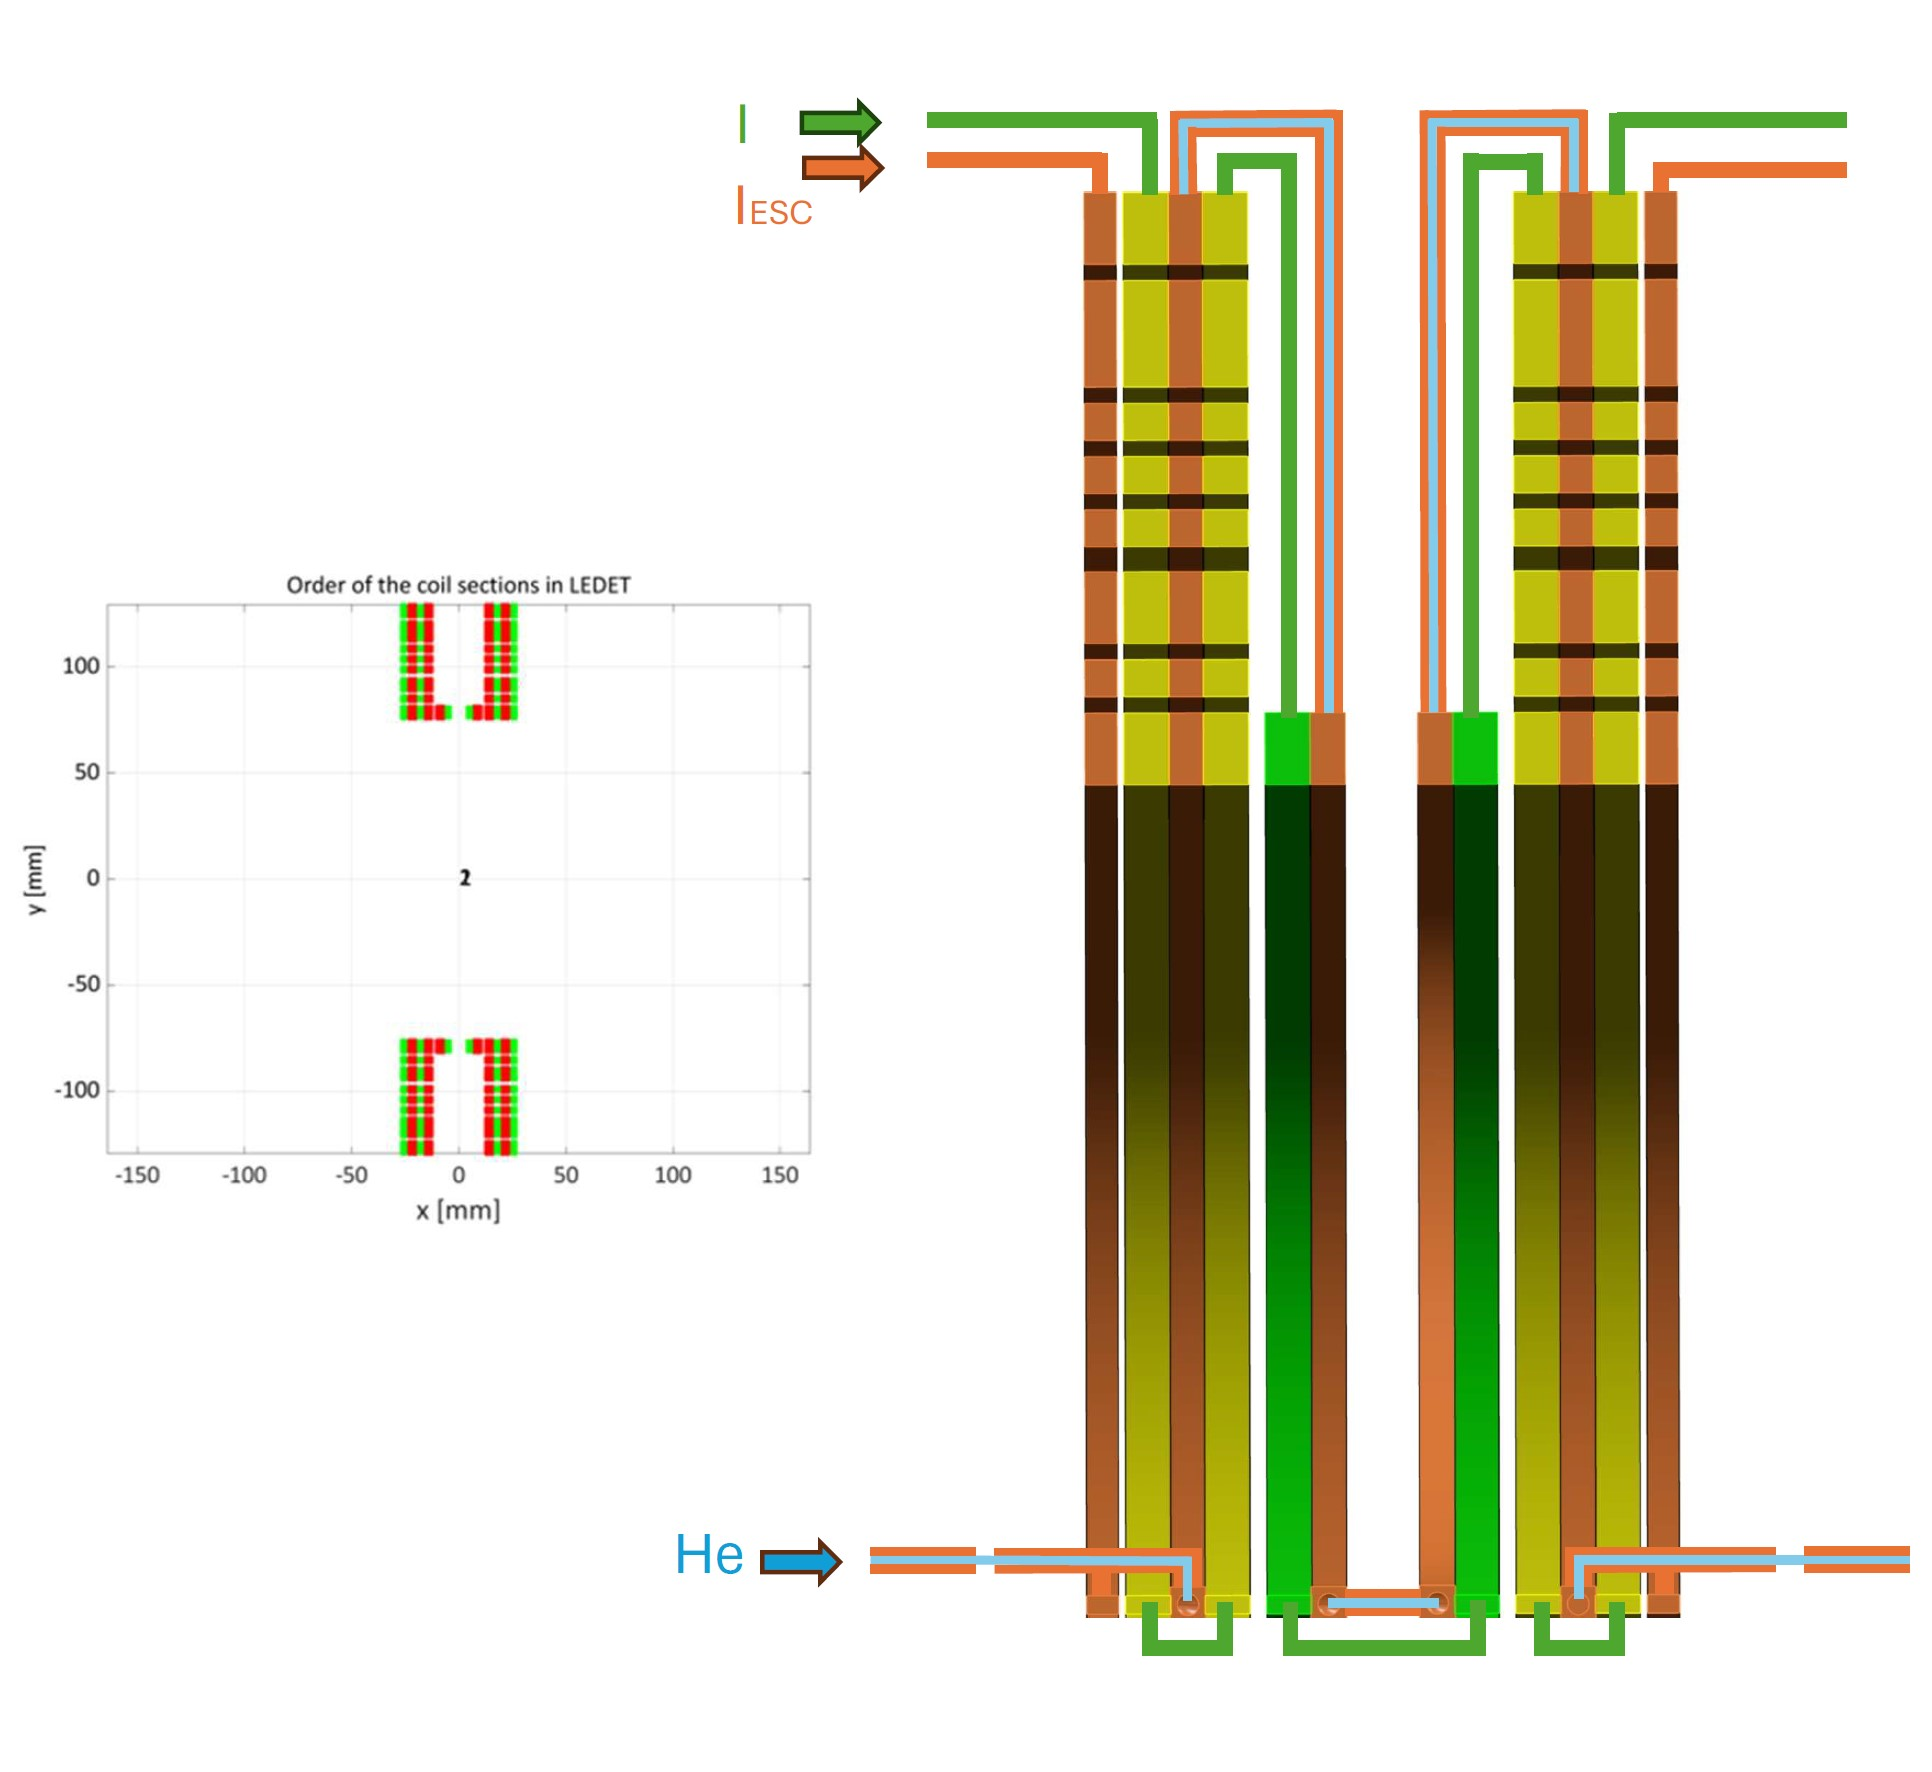 I
IESC
Order of the coil sections in LEDET
100
50
0
-50
-100
y [mm]
-150 -100 -50 0 50 100 150
x [mm]
He